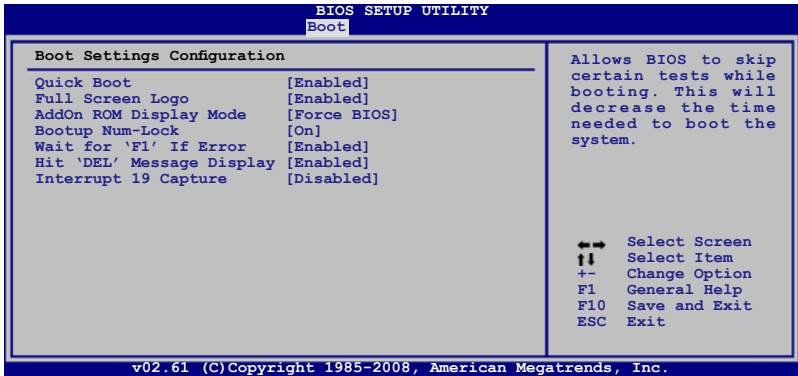 BIOS SETUP UTILITY
Boot
Boot Settings Configuration
Quick Boot [Enabled]
Full Screen Logo [Enabled]
AddOn ROM Display Mode [Force BIOS]
Bootup Num-Lock [On]
Wait for ‘F1’ If Error [Enabled]
Hit ‘DEL’ Message Display [Enabled]
Interrupt 19 Capture [Disabled]
Allows BIOS to skip
certain tests while
booting. This will
decrease the time
needed to boot the
system.
←→ Select Screen
↑↓ Select Item
+- Change Option
F1 General Help
F10 Save and Exit
ESC Exit
v02.61 (C)Copyright 1985-2008, American Megatrends, Inc.